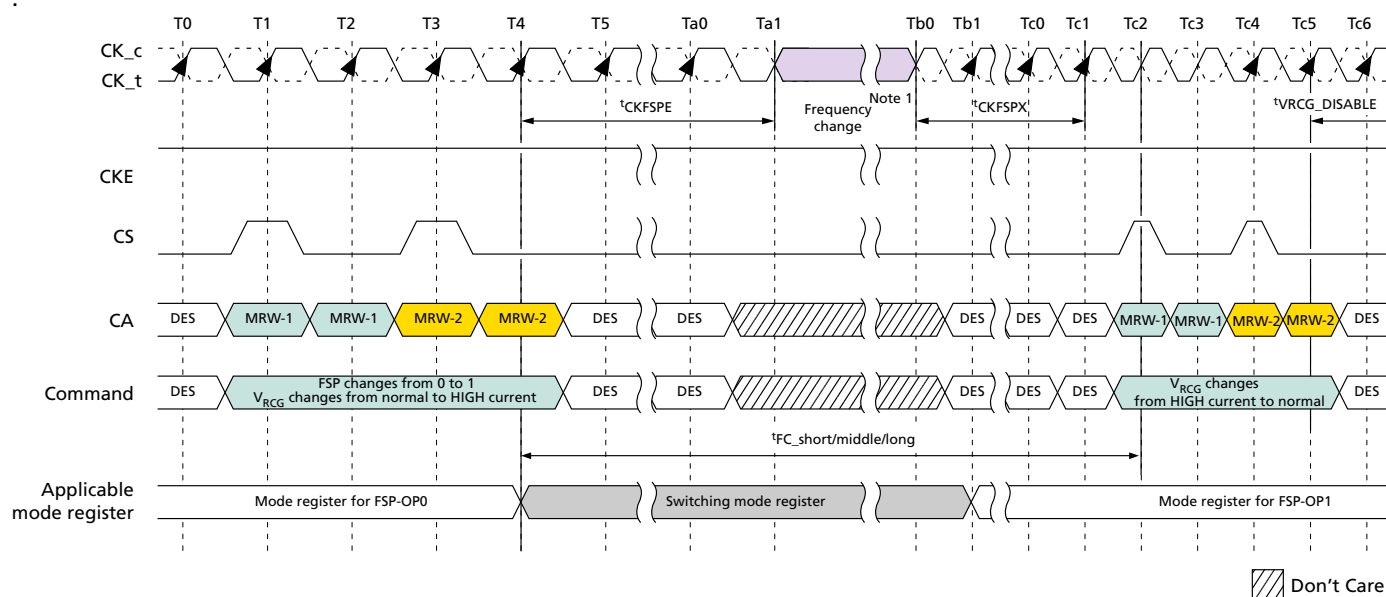 .
T0 T1 T2 T3 T4 T5 Ta0 Ta1 Tb0 Tb1 Tc0 Tc1 Tc2 Tc3 Tc4 Tc5 Tc6
CK_c
CK_t
tCKFSPE
Frequency
change
Note 1
tCKFSPX
tVRCG_DISABLE
CKE
CS
CA
DES MRW-1 MRW-1 MRW-2 MRW-2 DES DES DES DES DES MRW-1 MRW-1 MRW-2 MRW-2 DES
Command
DES
FSP changes from 0 to 1
VRCG changes from normal to HIGH current
DES DES DES DES DES
VRCG changes
from HIGH current to normal
DES
tFC_short/middle/long
Applicable
mode register
Mode register for FSP-OP0
Switching mode register
Mode register for FSP-OP1
Don't Care